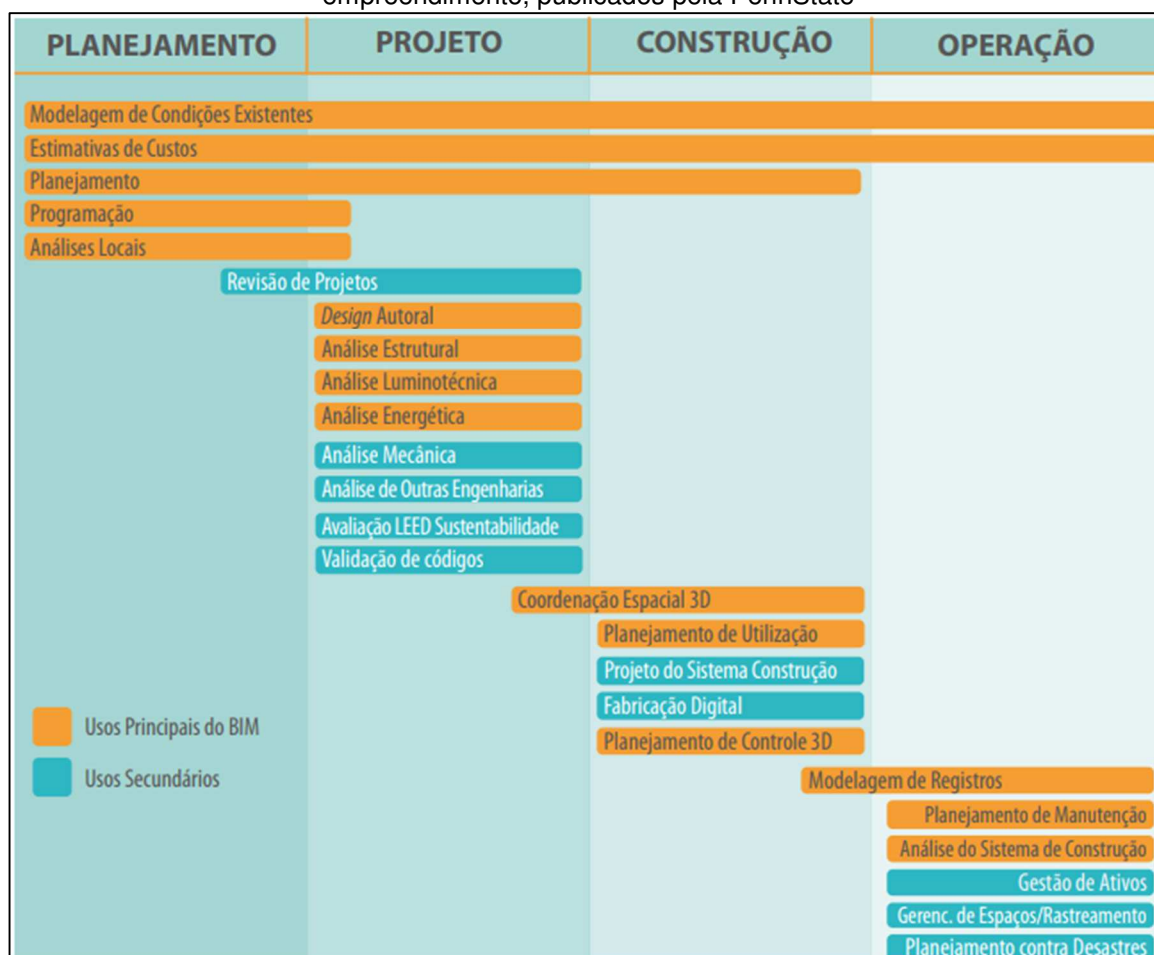 empreendimento, publicados pela PennState
PLANEJAMENTO PROJETO CONSTRUÇÃO OPERAÇÃO
Modelagem de Condições Existentes
Estimativas de Custos
Planejamento
Programação
Análises Locais
Revisão de Projetos
Design Autoral
Análise Estrutural
Análise Luminotécnica
Análise Energética
Análise Mecânica
Análise de Outras Engenharias
Avaliação LEED Sustentabilidade
Validação de códigos
Coordenação Espacial 3D
Planejamento de Utilização
Projeto do Sistema Construção
Fabricação Digital
Planejamento de Controle 3D
Usos Principais do BIM
Usos Secundários
Modelagem de Registros
Planejamento de Manutenção
Análise do Sistema de Construção
Gestão de Ativos
Gerenc. de Espaços/Rastreamento
Planejamento contra Desastres